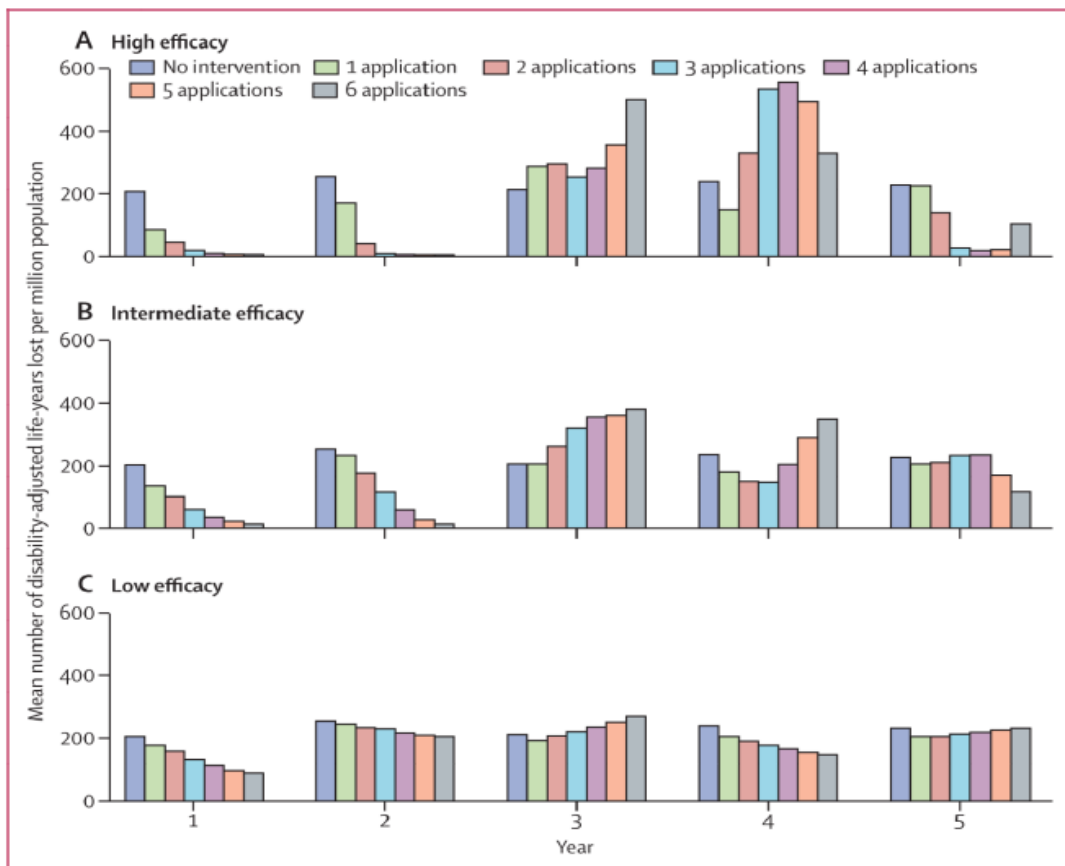 A High efficacy
No intervention 1 application 2 applications 3 applications 4 applications
5 applications 6 applications
600
400
200
0
B Intermediate efficacy
600
400
200
0
C Low efficacy
600
400
200
0
1 2 3 4 5
Year
Mean number of disability-adjusted life-years lost per million population